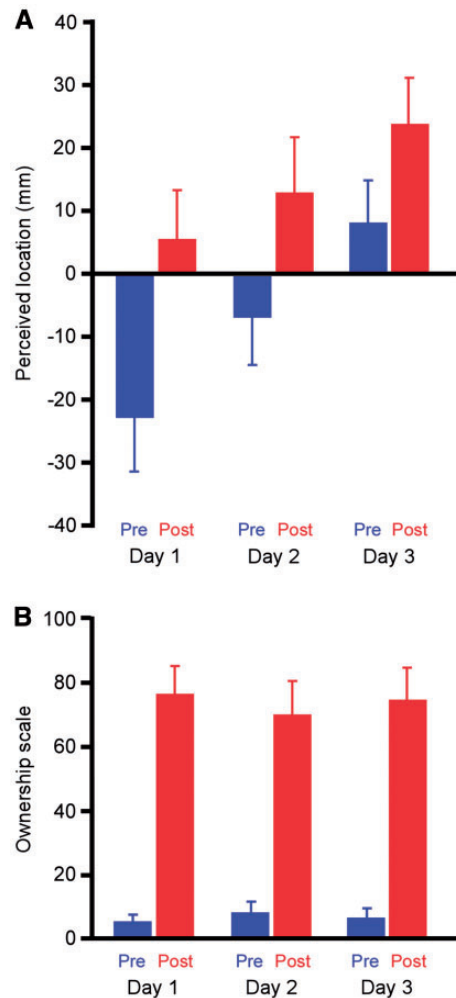 A
40
30
20
10
0
-10
-20
-30
-40
Perceived location (mm)
Pre Post Pre Post Pre Post
Day 1 Day 2 Day 3
B
100
80
60
40
20
0
Ownership scale
Pre Post Pre Post Pre Post
Day 1 Day 2 Day 3